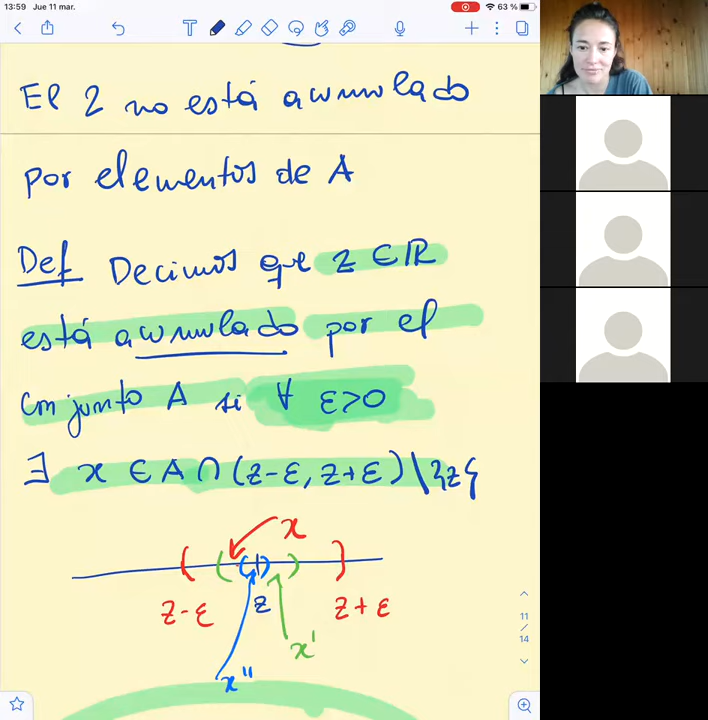 13:59 Jue 11 mar.
63 %
El 2 no está acumulado
por elementos de A
Def Decimos que z ∈ ℝ
está acumulado por el
conjunto A si ∀ ε>0
∃ x ∈ A ∩ (z-ε, z+ε) \ {z}
x
z-ε z z+ε
x'
x''
11
/
14